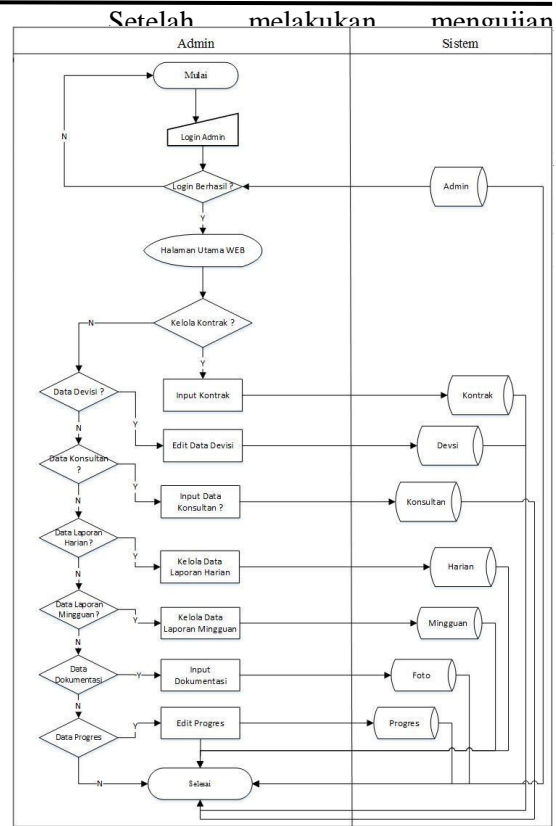 Setelah melakukan mengujian
Admin Sistem
Mulai
N
Login Admin
Login Berhasil ?
Admin
Y
Halaman Utama WEB
Kelola Kontrak ?
N
Y
Data Devisi ?
Input Kontrak
Kontrak
Y
N
Edit Data Devisi
Devsi
Data Konsultan
?
Y
Input Data
Konsultan ?
Konsultan
N
Data Laporan
Harian ?
Y
Kelola Data
Laporan Harian
Harian
N
Data Laporan
Mingguan ?
Y
Kelola Data
Laporan Mingguan
Mingguan
N
Data
Dokumentasi
Y
Input
Dokumentasi
Foto
N
Data Progres
Y
Edit Progres
Progres
N
Selesai